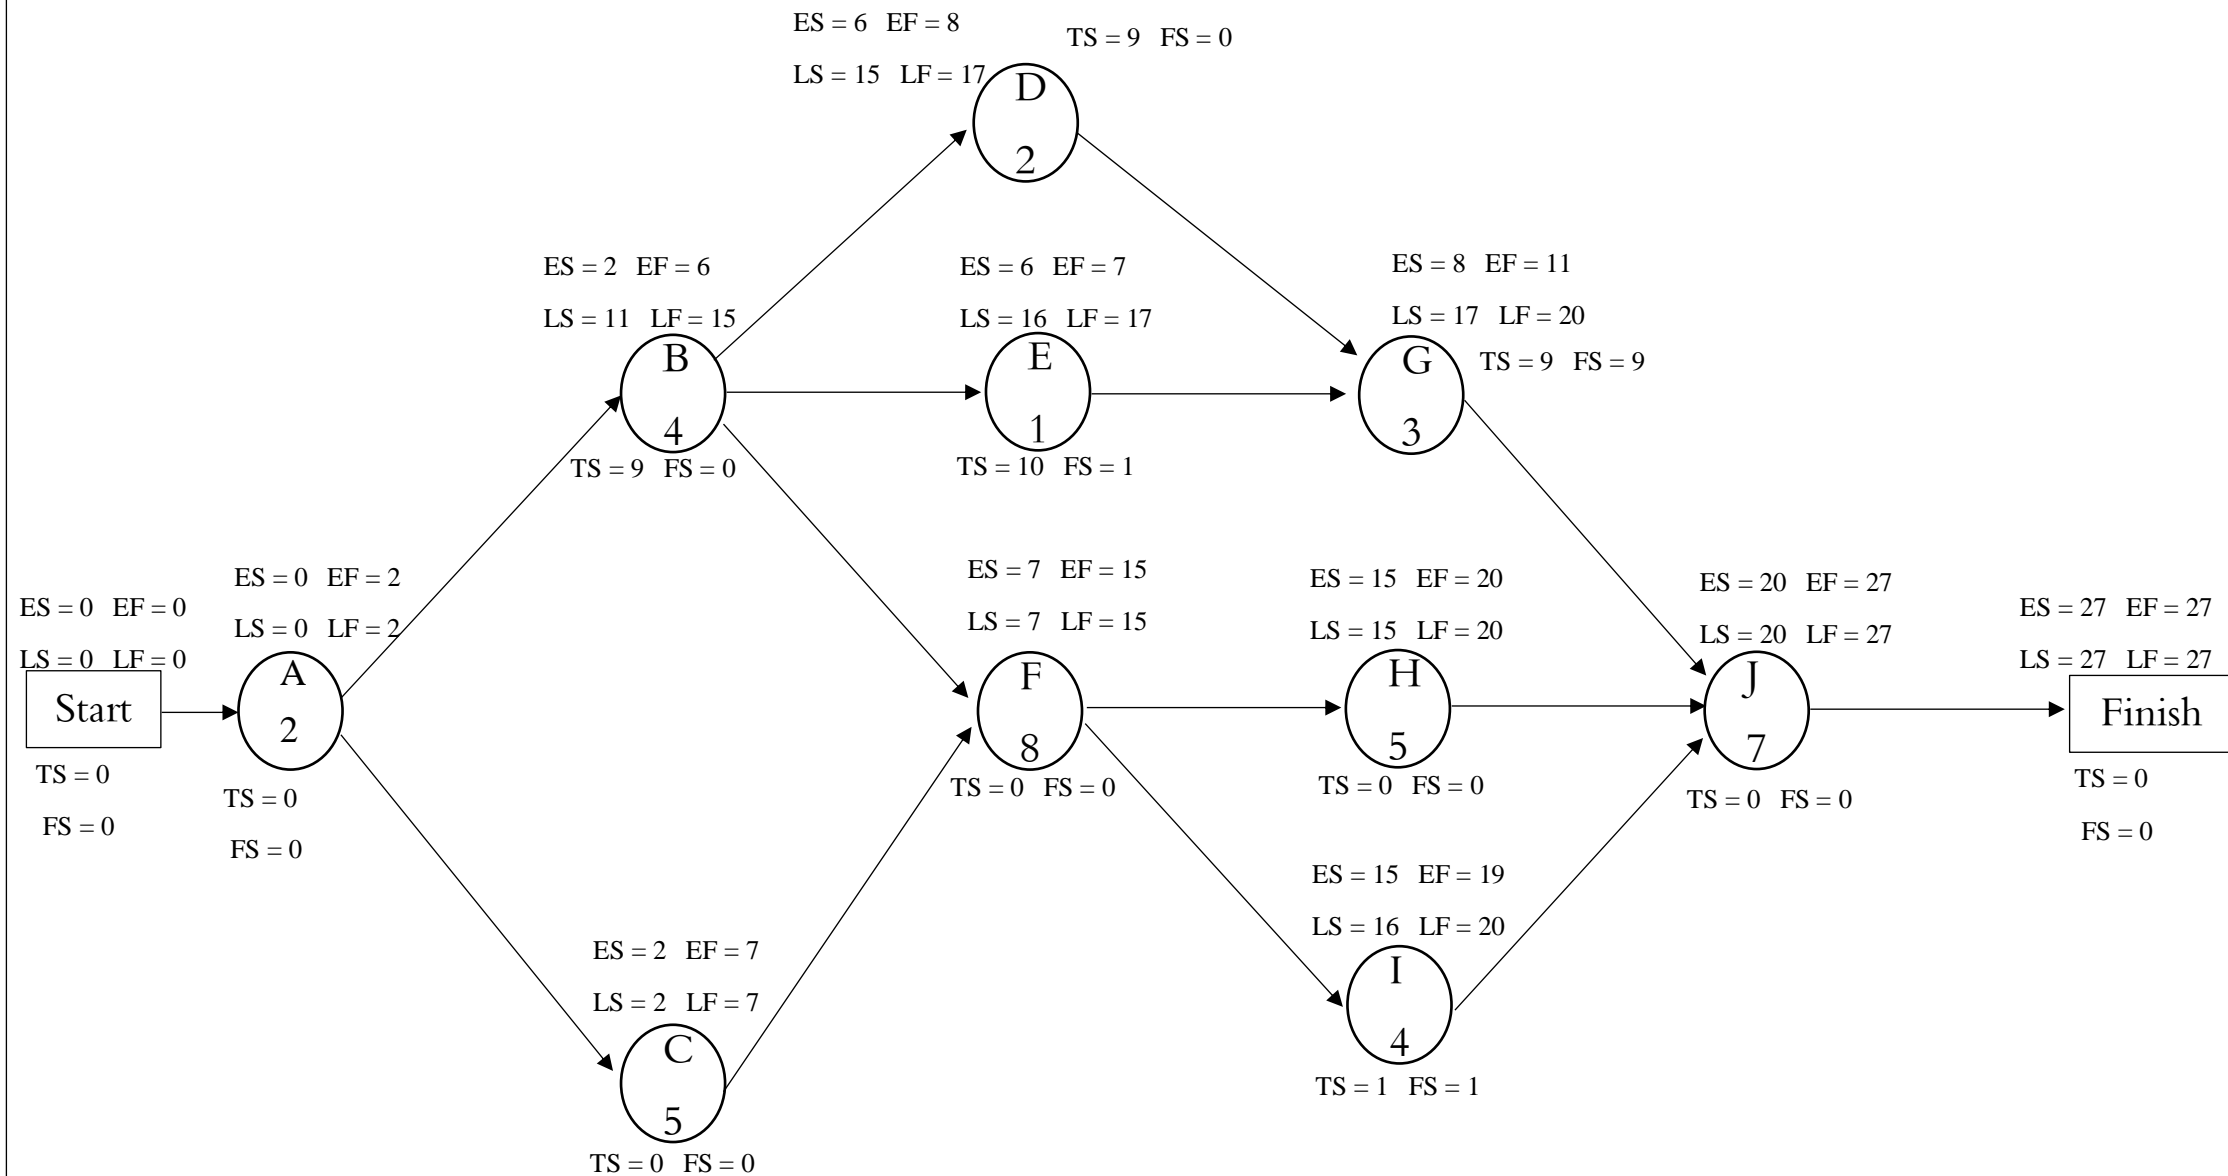 ES = 6 EF = 8
TS = 9 FS = 0
LS = 15 LF = 17
D
2
ES = 2 EF = 6
LS = 11 LF = 15
B
4
TS = 9 FS = 0
ES = 6 EF = 7
LS = 16 LF = 17
E
1
TS = 10 FS = 1
ES = 8 EF = 11
LS = 17 LF = 20
TS = 9 FS = 9
G
3
ES = 0 EF = 0
LS = 0 LF = 0
Start
TS = 0
FS = 0
ES = 0 EF = 2
LS = 0 LF = 2
A
2
TS = 0
FS = 0
ES = 7 EF = 15
LS = 7 LF = 15
F
8
TS = 0 FS = 0
ES = 15 EF = 20
LS = 15 LF = 20
H
5
TS = 0 FS = 0
ES = 20 EF = 27
LS = 20 LF = 27
J
7
TS = 0 FS = 0
ES = 27 EF = 27
LS = 27 LF = 27
Finish
TS = 0
FS = 0
ES = 2 EF = 7
LS = 2 LF = 7
C
5
TS = 0 FS = 0
ES = 15 EF = 19
LS = 16 LF = 20
I
4
TS = 1 FS = 1